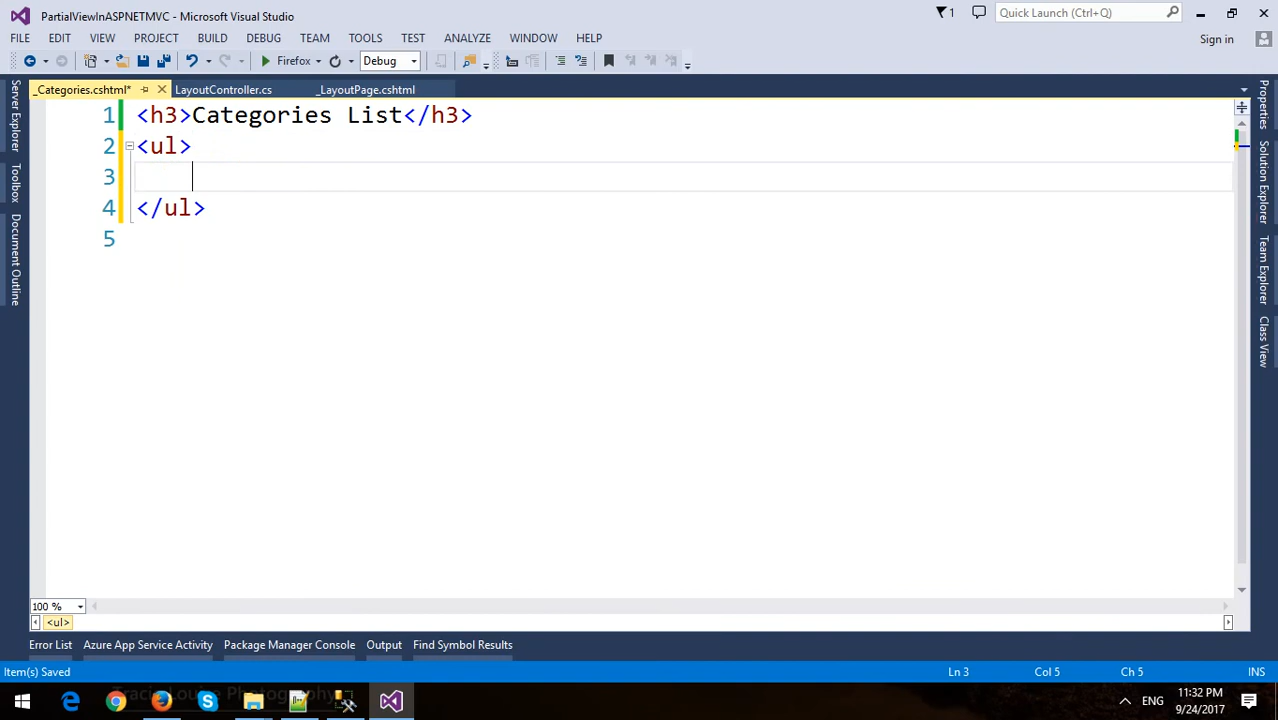 PartialViewInASPNETMVC - Microsoft Visual Studio
1
Quick Launch (Ctrl+Q)
FILE EDIT VIEW PROJECT BUILD DEBUG TEAM TOOLS TEST ANALYZE WINDOW HELP
Sign in
Firefox
Debug
_Categories.cshtml*
LayoutController.cs
_LayoutPage.cshtml
Server Explorer
Toolbox
Document Outline
1 <h3>Categories List</h3>
2 <ul>
3
4 </ul>
5
Properties
Solution Explorer
Team Explorer
Class View
100 %
<ul>
Error List Azure App Service Activity Package Manager Console Output Find Symbol Results
Item(s) Saved
Ln 3
Col 5
Ch 5
INS
Photography
ENG
11:32 PM
9/24/2017